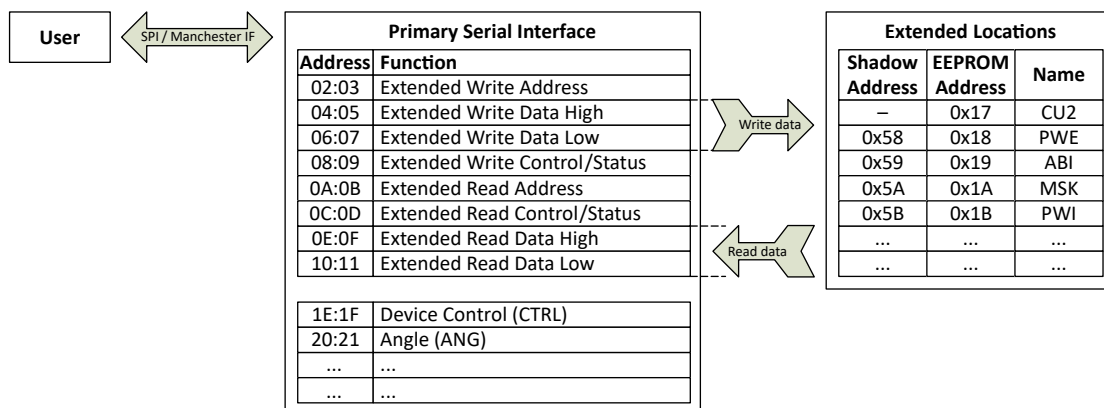 User
SPI / Manchester IF
Primary Serial Interface
Address Function
02:03 Extended Write Address
04:05 Extended Write Data High
06:07 Extended Write Data Low
08:09 Extended Write Control/Status
0A:0B Extended Read Address
0C:0D Extended Read Control/Status
0E:0F Extended Read Data High
10:11 Extended Read Data Low
1E:1F Device Control (CTRL)
20:21 Angle (ANG)
... ...
... ...
Write data
Read data
Extended Locations
Shadow Address EEPROM Address Name
– 0x17 CU2
0x58 0x18 PWE
0x59 0x19 ABI
0x5A 0x1A MSK
0x5B 0x1B PWI
... ... ...
... ... ...